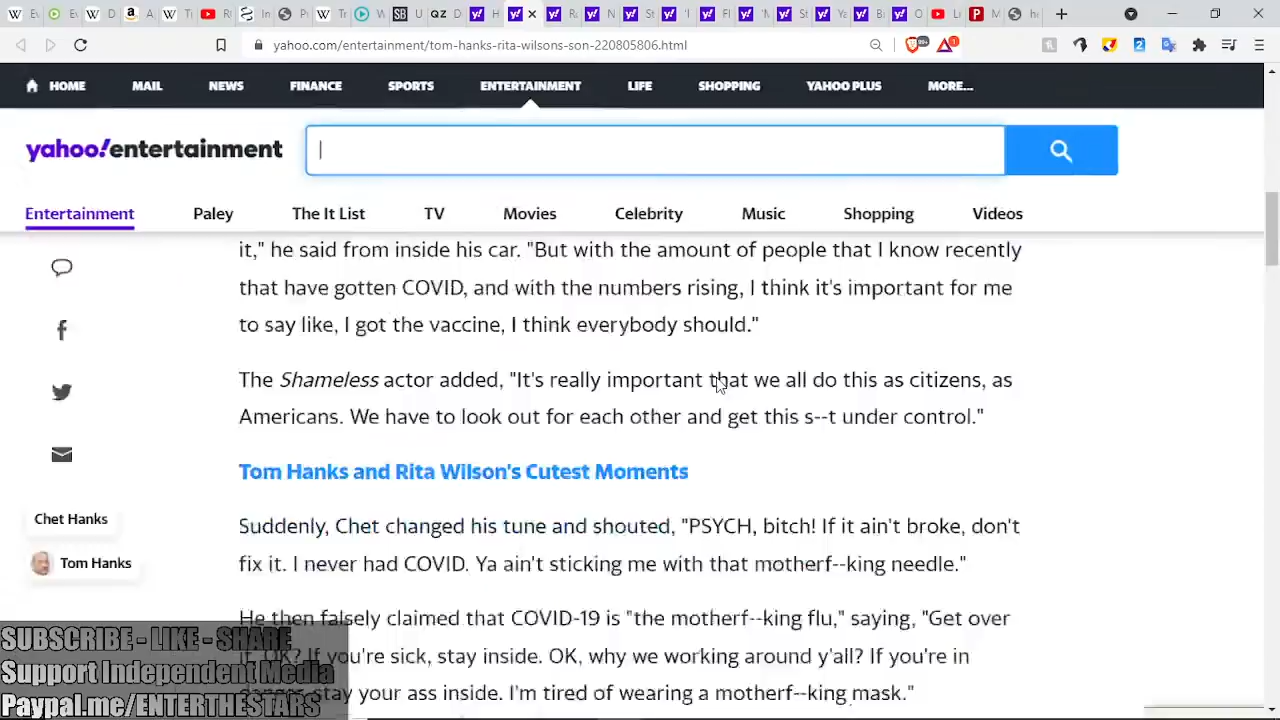 yahoo.com/entertainment/tom-hanks-rita-wilsons-son-220805806.html
HOME MAIL NEWS FINANCE SPORTS ENTERTAINMENT LIFE SHOPPING YAHOO PLUS MORE...
yahoo!entertainment
Entertainment Paley The It List TV Movies Celebrity Music Shopping Videos
it," he said from inside his car. "But with the amount of people that I know recently
that have gotten COVID, and with the numbers rising, I think it's important for me
to say like, I got the vaccine, I think everybody should."
The Shameless actor added, "It's really important that we all do this as citizens, as
Americans. We have to look out for each other and get this s--t under control."
Tom Hanks and Rita Wilson's Cutest Moments
Chet Hanks
Tom Hanks
Suddenly, Chet changed his tune and shouted, "PSYCH, bitch! If it ain't broke, don't
fix it. I never had COVID. Ya ain't sticking me with that motherf--king needle."
He then falsely claimed that COVID-19 is "the motherf--king flu," saying, "Get over
OK? If you're sick, stay inside. OK, why we working around y'all? If you're in
stay your ass inside. I'm tired of wearing a motherf--king mask."
SUBSCRIBE - LIKE - SHARE
Support Independent Media
Paypal.me/ENTERTHESTARS